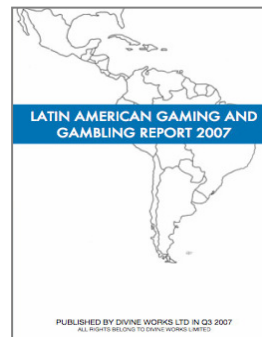 LATIN AMERICAN GAMING AND
GAMBLING REPORT 2007
PUBLISHED BY DIVINE WORKS LTD IN Q3 2007
ALL RIGHTS BELONG TO DIVINE WORKS LIMITED